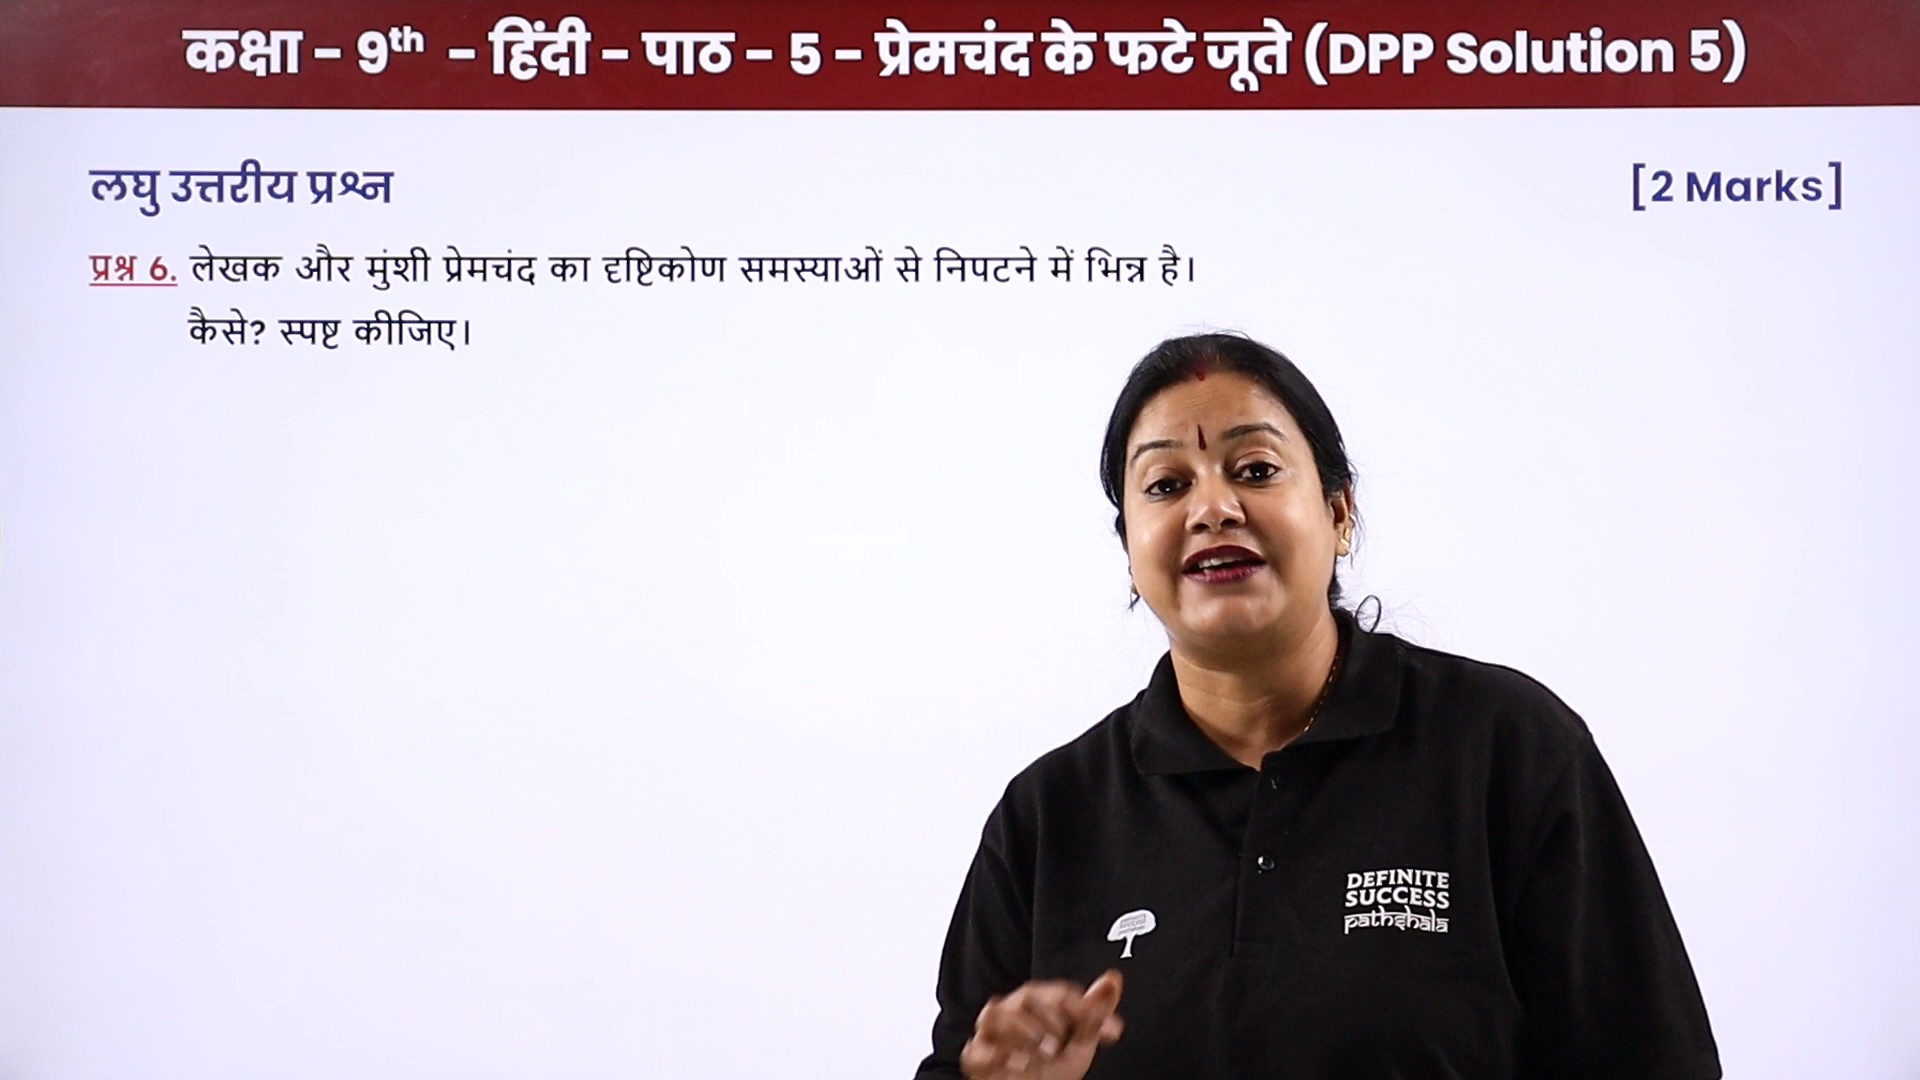 कक्षा - 9th - हिंदी - पाठ - 5 - प्रेमचंद के फटे जूते (DPP Solution 5)
लघु उत्तरीय प्रश्न [2 Marks]
प्रश्न 6. लेखक और मुंशी प्रेमचंद का दृष्टिकोण समस्याओं से निपटने में भिन्न है।
कैसे? स्पष्ट कीजिए।
DEFINITE
SUCCESS
pathshala